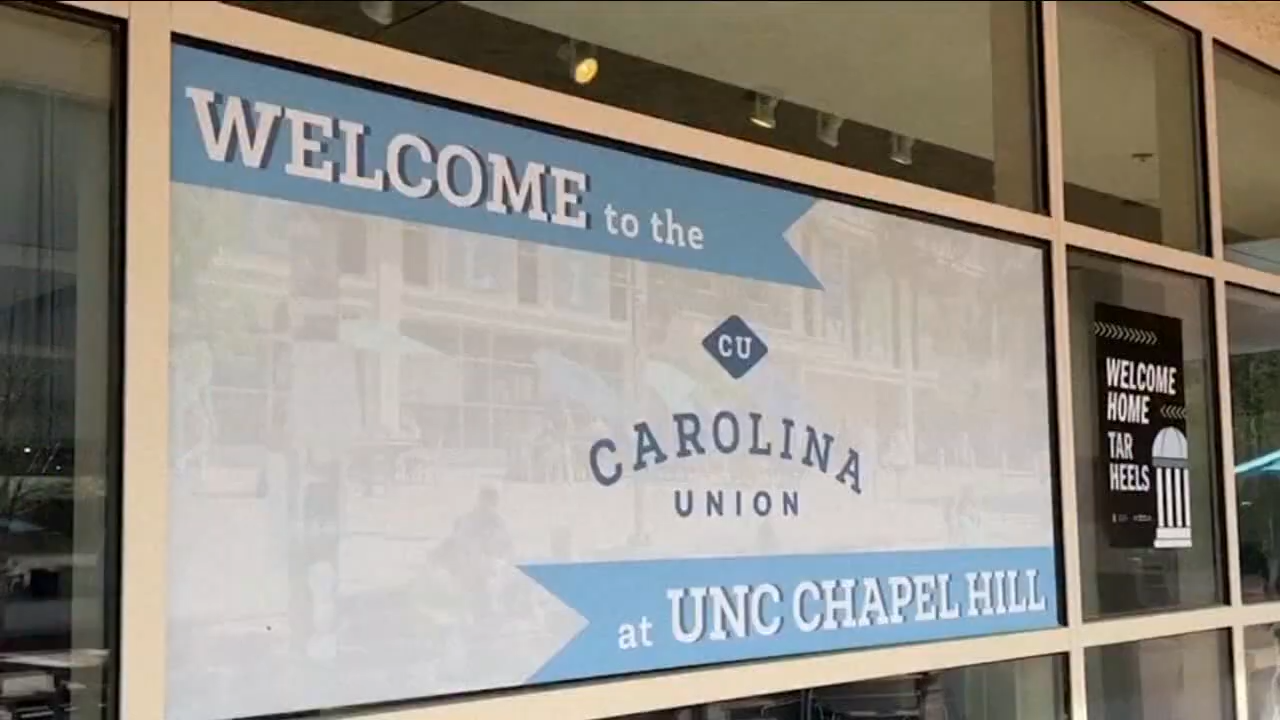 WELCOME to the
CU
CAROLINA
UNION
at UNC CHAPEL HILL
WELCOME
HOME
TAR
HEELS